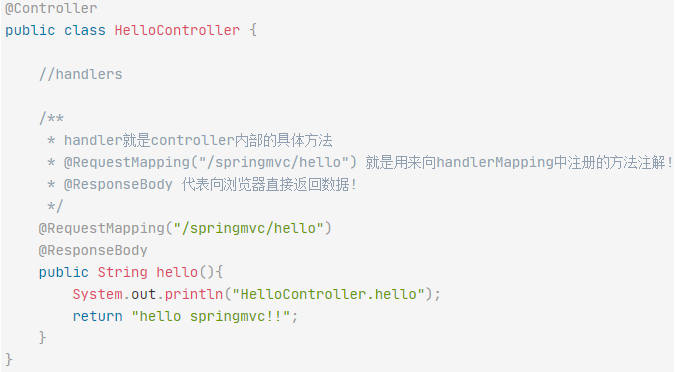 @Controller
public class HelloController {
//handlers
/**
* handler就是controller内部的具体方法
* @RequestMapping("/springmvc/hello") 就是用来向handlerMapping中注册的方法注解!
* @ResponseBody 代表向浏览器直接返回数据!
*/
@RequestMapping("/springmvc/hello")
@ResponseBody
public String hello(){
System.out.println("HelloController.hello");
return "hello springmvc!!";
}
}